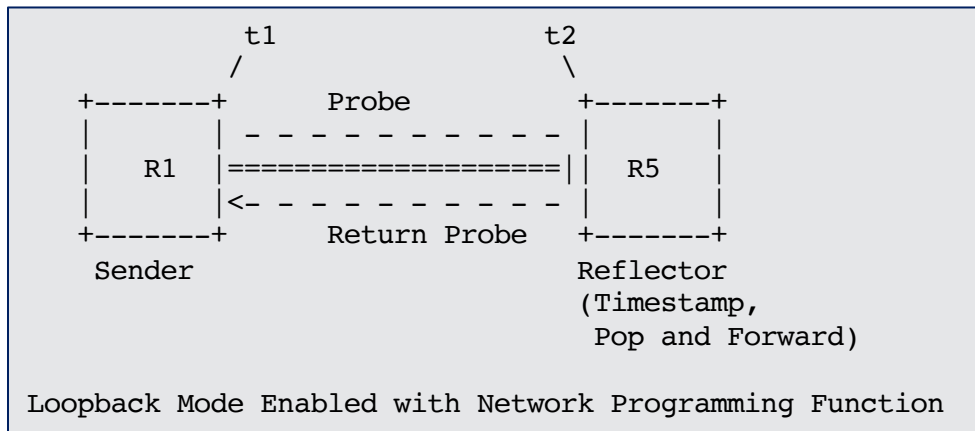 t1 t2
/ \
+-------+ Probe +-------+
| | - - - - - - - - - - | |
| R1 |====================|| R5 |
| |<- - - - - - - - - - | |
+-------+ Return Probe +-------+
Sender Reflector
(Timestamp,
Pop and Forward)
Loopback Mode Enabled with Network Programming Function